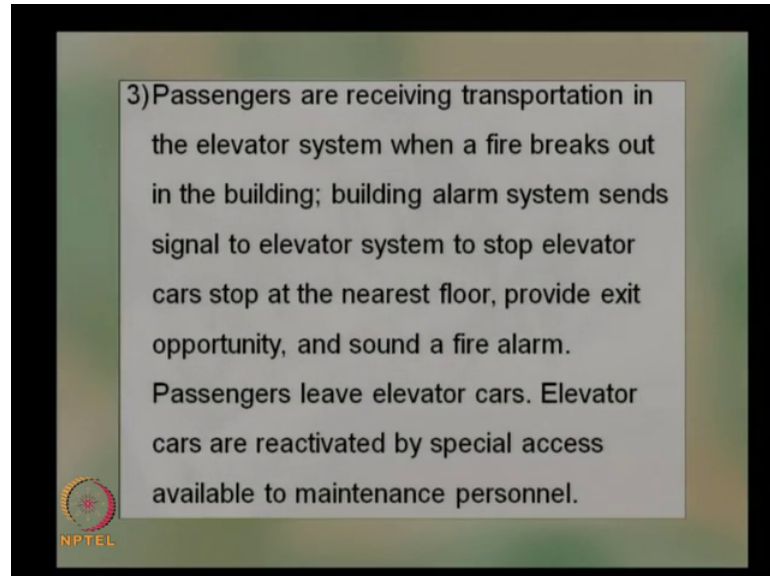 3)Passengers are receiving transportation in
the elevator system when a fire breaks out
in the building; building alarm system sends
signal to elevator system to stop elevator
cars stop at the nearest floor, provide exit
opportunity, and sound a fire alarm.
Passengers leave elevator cars. Elevator
cars are reactivated by special access
available to maintenance personnel.
NPTEL